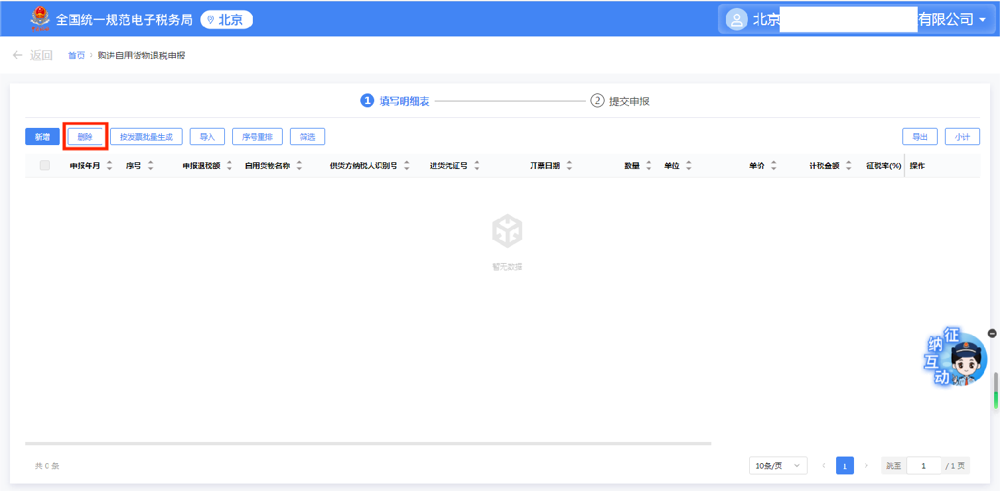 全国统一规范电子税务局 北京 北京 有限公司
返回 首页 > 购进自用货物退税申报
1 填写明细表 2 提交申报
新增 删除 按发票批量生成 导入 序号重排 筛选 导出 小计
申报年月 序号 申报退税额 自用货物名称 供货方纳税人识别号 进货凭证号 开票日期 数量 单位 单价 计税金额 征税率(%) 操作
暂无数据
征纳互动
共 0 条 10条/页 < 1 > 跳至 1 / 1 页